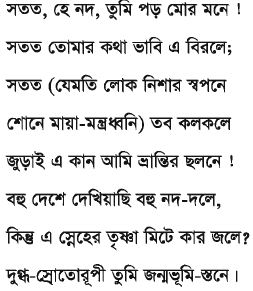 সতত, হে নদ, তুমি পড় মোর মনে !
সতত তোমার কথা ভাবি এ বিরলে;
সতত (যেমতি লোক নিশার স্বপনে
শোনে মায়া-মন্ত্রধ্বনি) তব কলকলে
জুড়াই এ কান আমি ভ্রান্তির ছলনে !
বহু দেশে দেখিয়াছি বহু নদ-দলে,
কিন্তু এ স্নেহের তৃষ্ণা মিটে কার জলে?
দুগ্ধ-স্রোতোরূপী তুমি জন্মভূমি-স্তনে।